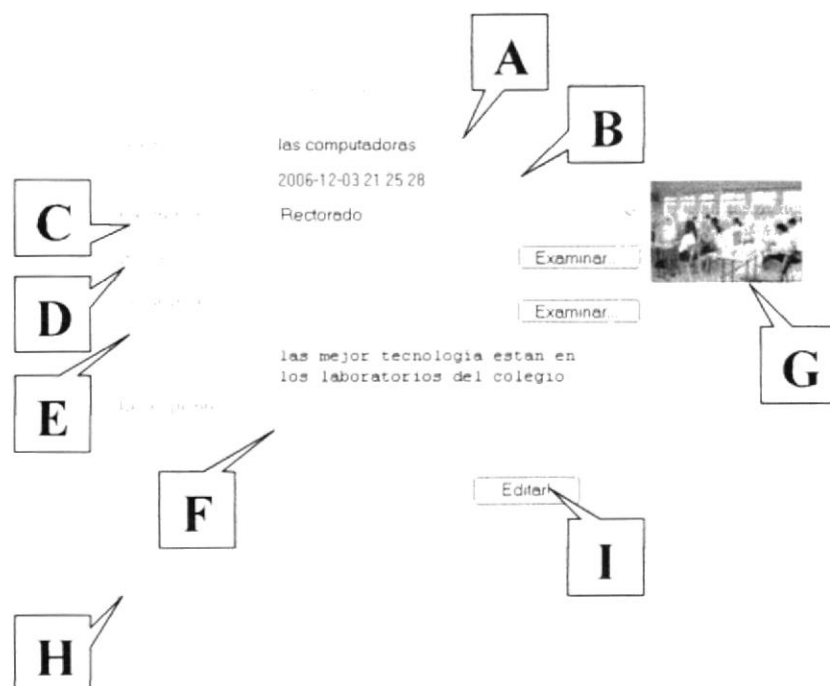 A
B
las computadoras
2006-12-03 21 25 28
C
Rectorado
Examinar...
D
Examinar...
G
las mejor tecnología estan en
los laboratorios del colegio
E
F
Editar
I
H